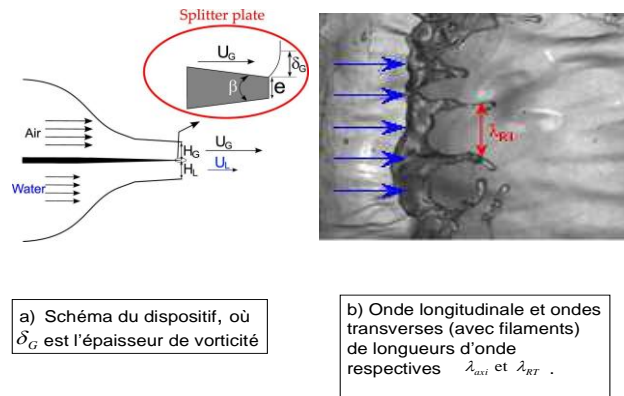 Splitter plate
U_G
δ_G
β
e
Air
H_G
U_G
H_L
U_L
Water
λ_RT
a) Schéma du dispositif, où
δ_G est l'épaisseur de vorticité
b) Onde longitudinale et ondes
transverses (avec filaments)
de longueurs d'onde
respectives λ_axi et λ_RT .